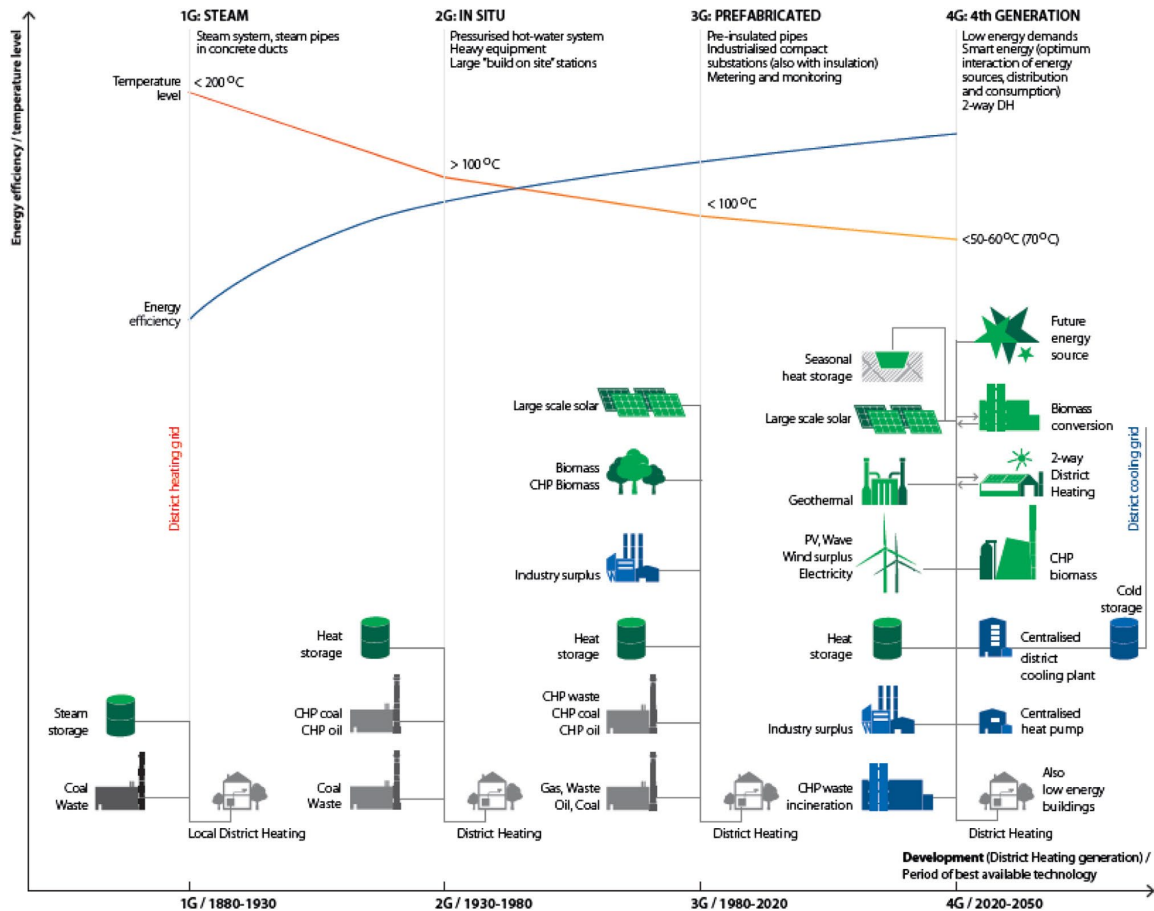 1G: STEAM
Steam system, steam pipes
in concrete ducts
2G: IN SITU
Pressurised hot-water system
Heavy equipment
Large "build on site" stations
3G: PREFABRICATED
Pre-insulated pipes
Industrialised compact
substations (also with insulation)
Metering and monitoring
4G: 4th GENERATION
Low energy demands
Smart energy (optimum
interaction of energy
sources, distribution
and consumption)
2-way DH
Energy efficiency / temperature level
Temperature
level
< 200 °C
> 100 °C
< 100 °C
<50-60°C (70°C)
Energy
efficiency
District heating grid
Steam
storage
Coal
Waste
Local District Heating
Heat
storage
CHP coal
CHP oil
Coal
Waste
District Heating
Large scale solar
Biomass
CHP Biomass
Industry surplus
Heat
storage
CHP waste
CHP coal
CHP oil
Gas, Waste
Oil, Coal
District Heating
Seasonal
heat storage
Large scale solar
Geothermal
PV, Wave
Wind surplus
Electricity
Heat
storage
Industry surplus
CHP waste
incineration
Future
energy
source
Biomass
conversion
2-way
District
Heating
CHP
biomass
Centralised
district
cooling plant
Centralised
heat pump
Also
low energy
buildings
District Heating
District cooling grid
Cold
storage
Development (District Heating generation) /
Period of best available technology
1G / 1880-1930
2G / 1930-1980
3G / 1980-2020
4G / 2020-2050